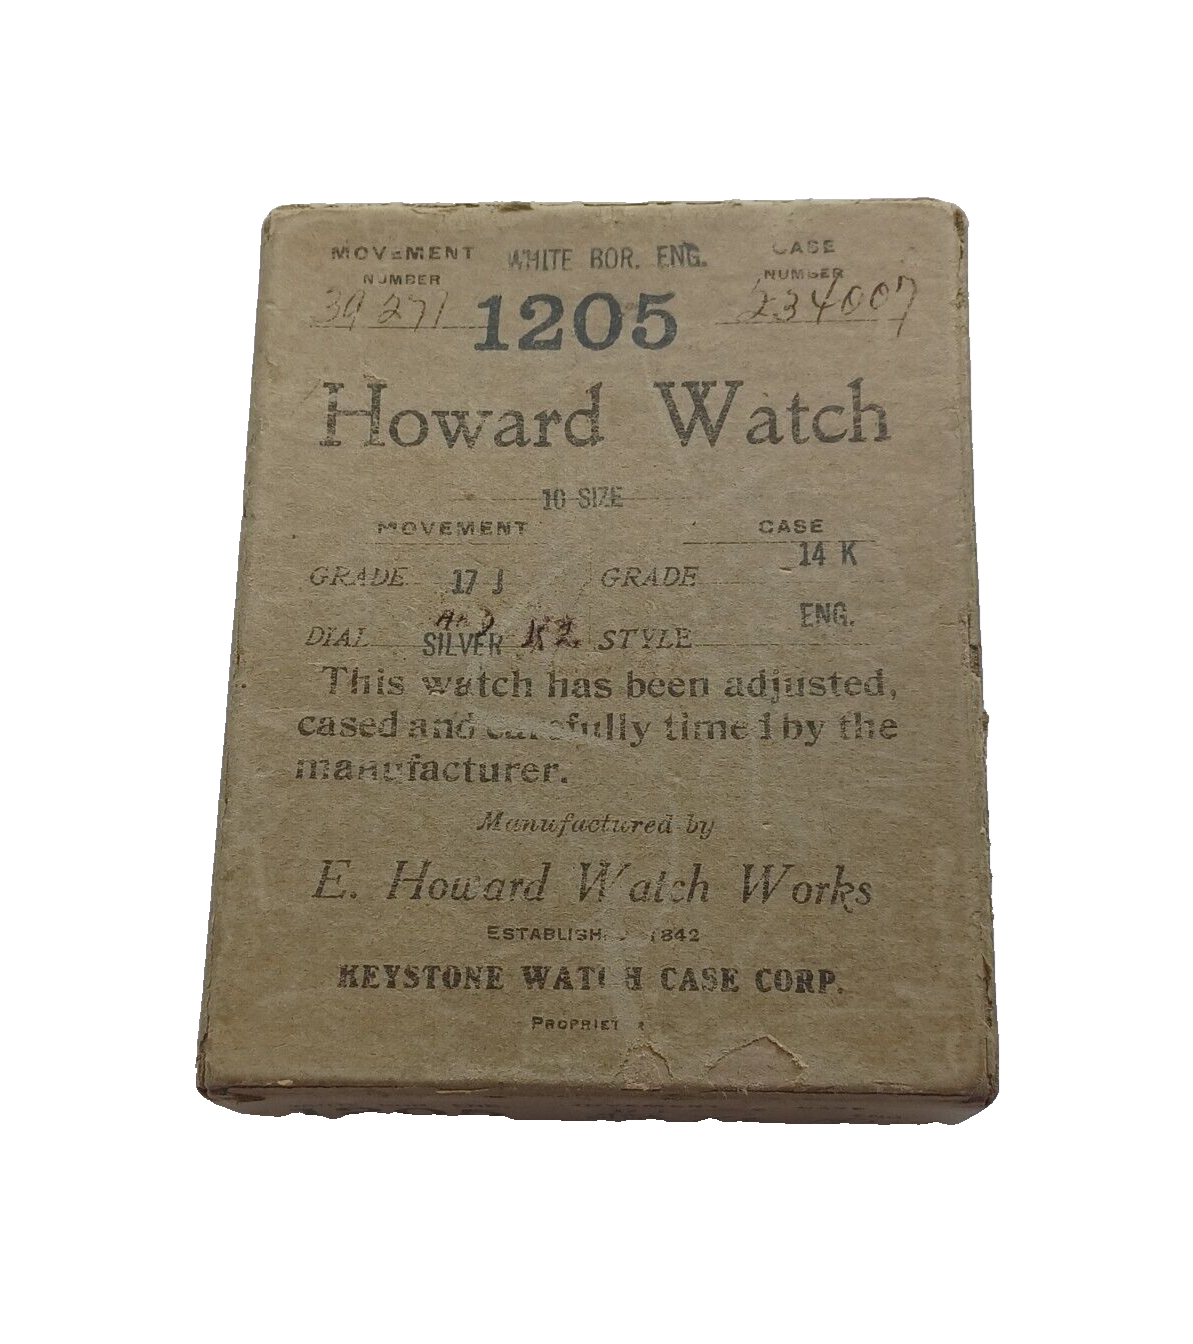 MOVEMENT WHITE BOR. ENG. CASE
NUMBER NUMBER
39271 1205 234007
Howard Watch
10 SIZE
MOVEMENT CASE
14 K
GRADE 17 J GRADE
ENG.
DIAL SILVER STYLE
This watch has been adjusted,
cased and carefully timed by the
manufacturer.
Manufactured by
E. Howard Watch Works
ESTABLISHED 1842
KEYSTONE WATCH CASE CORP.